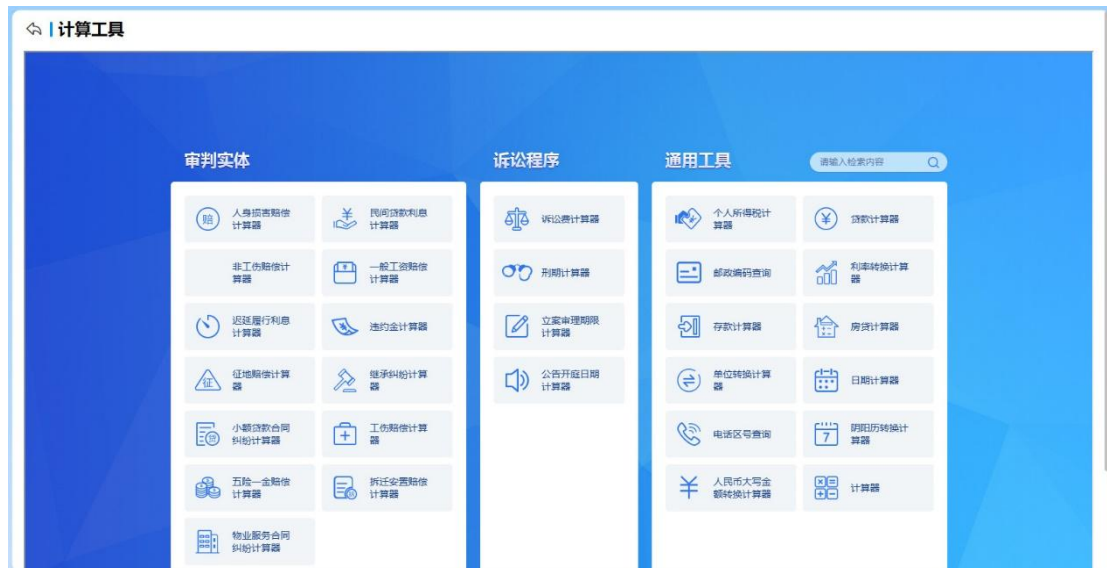 计算工具
审判实体
诉讼程序
通用工具
请输入检索内容
赔
人身损害赔偿
计算器
民间贷款利息
计算器
非工伤赔偿计
算器
一般工资赔偿
计算器
迟延履行利息
计算器
违约金计算器
征
征地赔偿计算
器
继承纠纷计算
器
贷
小额贷款合同
纠纷计算器
工伤赔偿计算
器
五险一金赔偿
计算器
拆迁安置赔偿
计算器
物业服务合同
纠纷计算器
诉讼费计算器
刑期计算器
立案审理期限
计算器
公告开庭日期
计算器
个人所得税计
算器
贷款计算器
邮政编码查询
利率转换计算
器
存款计算器
房贷计算器
单位转换计算
器
日期计算器
电话区号查询
7
阴阳历转换计
算器
人民币大写金
额转换计算器
计算器